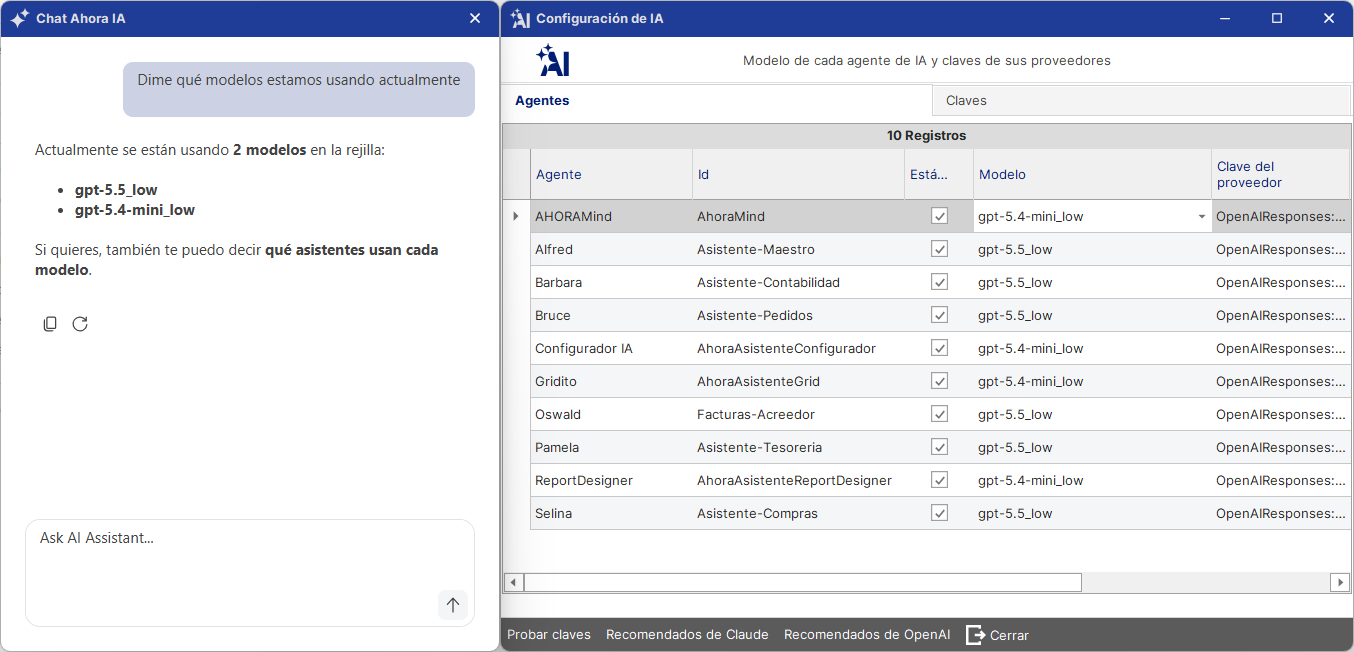 Chat Ahora IA
Dime qué modelos estamos usando actualmente
Actualmente se están usando 2 modelos en la rejilla:
• gpt-5.5_low
• gpt-5.4-mini_low
Si quieres, también te puedo decir qué asistentes usan cada
modelo.
Ask AI Assistant...
AI Configuración de IA
AI
Modelo de cada agente de IA y claves de sus proveedores
Agentes Claves
10 Registros
Agente Id Está... Modelo Clave del
proveedor
AHORAMind AhoraMind gpt-5.4-mini_low OpenAIResponses:...
Alfred Asistente-Maestro gpt-5.5_low OpenAIResponses:...
Barbara Asistente-Contabilidad gpt-5.5_low OpenAIResponses:...
Bruce Asistente-Pedidos gpt-5.5_low OpenAIResponses:...
Configurador IA AhoraAsistenteConfigurador gpt-5.4-mini_low OpenAIResponses:...
Gridito AhoraAsistenteGrid gpt-5.4-mini_low OpenAIResponses:...
Oswald Facturas-Acreedor gpt-5.5_low OpenAIResponses:...
Pamela Asistente-Tesoreria gpt-5.5_low OpenAIResponses:...
ReportDesigner AhoraAsistenteReportDesigner gpt-5.4-mini_low OpenAIResponses:...
Selina Asistente-Compras gpt-5.5_low OpenAIResponses:...
Probar claves Recomendados de Claude Recomendados de OpenAI Cerrar